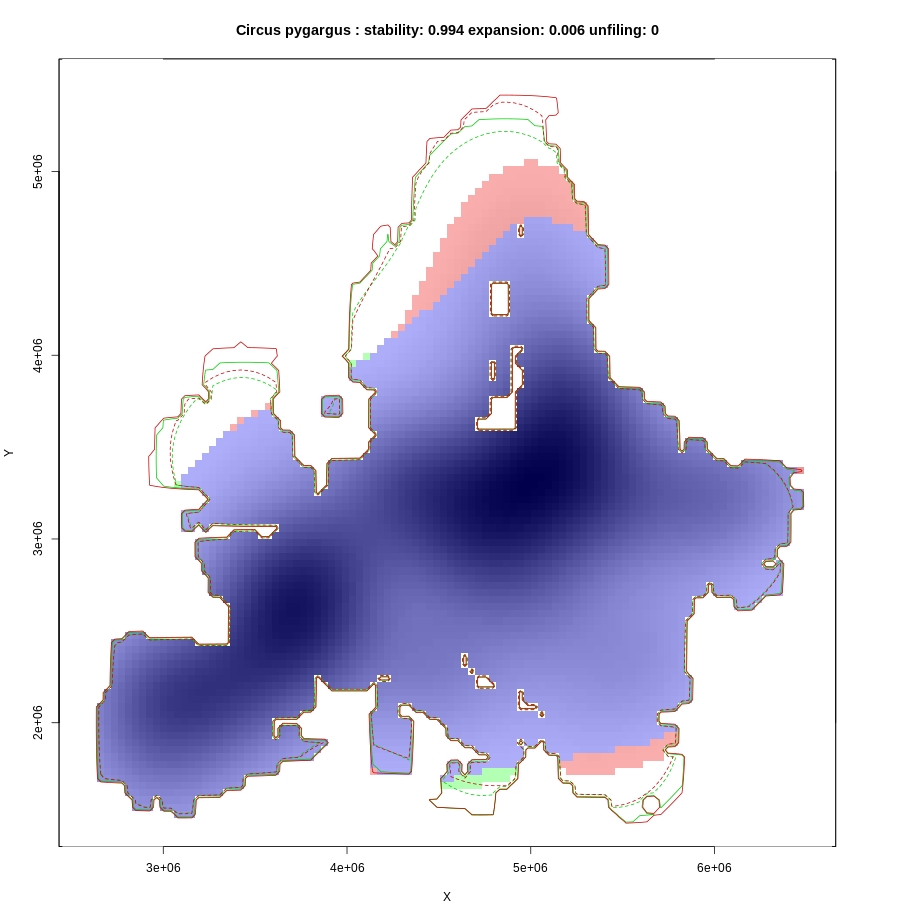 Circus pygargus : stability: 0.994 expansion: 0.006 unfiling: 0
5e+06
4e+06
Y
3e+06
2e+06
3e+06 4e+06 5e+06 6e+06
X